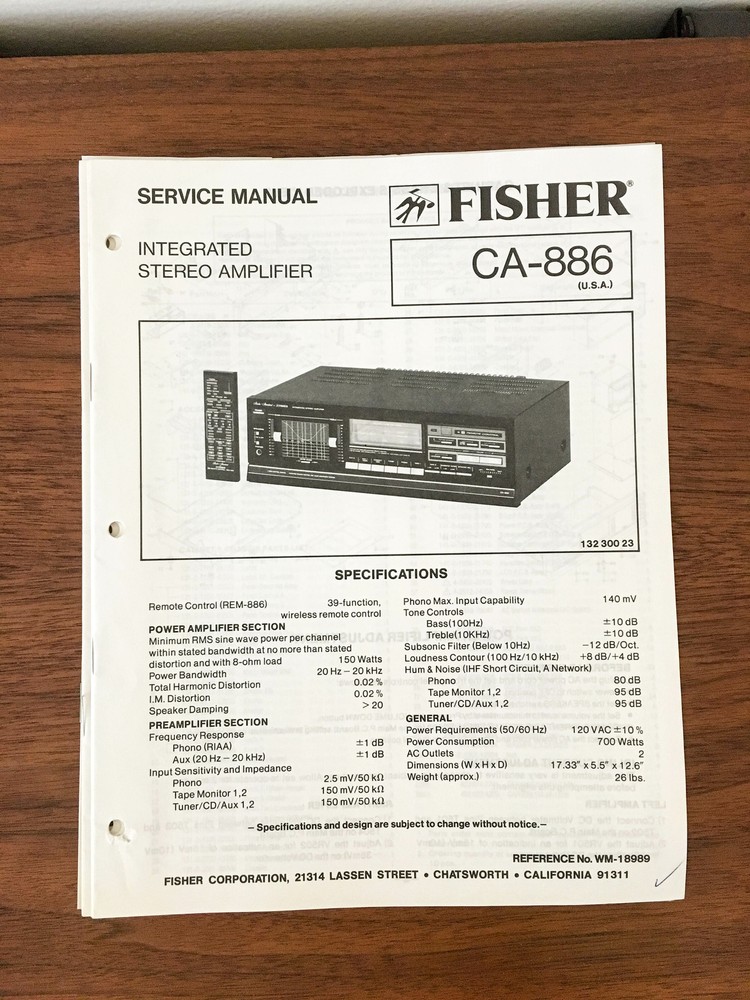 SERVICE MANUAL
FISHER®
INTEGRATED
STEREO AMPLIFIER
CA-886
(U.S.A.)
132 300 23
SPECIFICATIONS
Remote Control (REM-886) 39-function,
wireless remote control
POWER AMPLIFIER SECTION
Minimum RMS sine wave power per channel
within stated bandwidth at no more than stated
distortion and with 8-ohm load 150 Watts
Power Bandwidth 20 Hz – 20 kHz
Total Harmonic Distortion 0.02 %
I.M. Distortion 0.02 %
Speaker Damping > 20
PREAMPLIFIER SECTION
Frequency Response
Phono (RIAA) ±1 dB
Aux (20 Hz – 20 kHz) ±1 dB
Input Sensitivity and Impedance
Phono 2.5 mV/50 kΩ
Tape Monitor 1,2 150 mV/50 kΩ
Tuner/CD/Aux 1,2 150 mV/50 kΩ
Phono Max. Input Capability 140 mV
Tone Controls
Bass(100Hz) ±10 dB
Treble(10KHz) ±10 dB
Subsonic Filter (Below 10Hz) –12 dB/Oct.
Loudness Contour (100 Hz/10 kHz) +8 dB/+4 dB
Hum & Noise (IHF Short Circuit, A Network)
Phono 80 dB
Tape Monitor 1,2 95 dB
Tuner/CD/Aux 1,2 95 dB
GENERAL
Power Requirements (50/60 Hz) 120 VAC ±10 %
Power Consumption 700 Watts
AC Outlets 2
Dimensions (W x H x D) 17.33" x 5.5" x 12.6"
Weight (approx.) 26 lbs.
– Specifications and design are subject to change without notice. –
REFERENCE No. WM-18989
FISHER CORPORATION, 21314 LASSEN STREET • CHATSWORTH • CALIFORNIA 91311